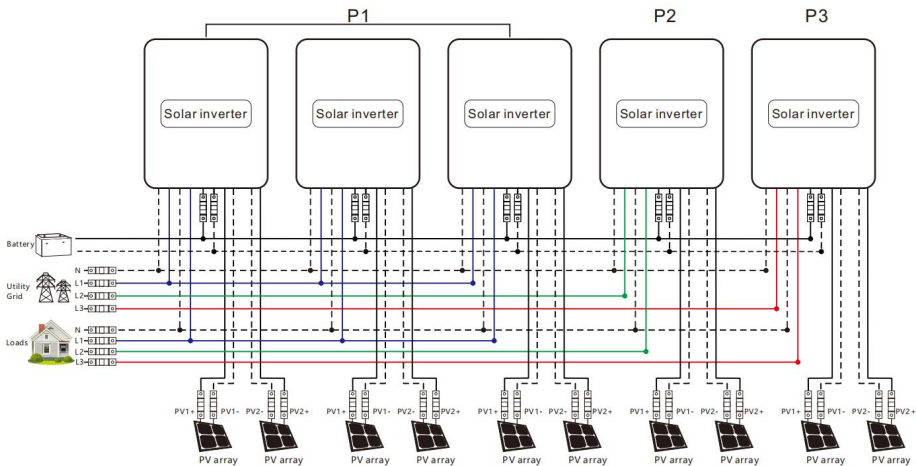 P1 P2 P3
Solar inverter Solar inverter Solar inverter Solar inverter Solar inverter
Battery
Utility
Grid
N
L1
L2
L3
Loads
N
L1
L2
L3
PV1+ PV1- PV2- PV2+ PV1+ PV1- PV2- PV2+ PV1+ PV1- PV2- PV2+ PV1+ PV1- PV2- PV2+ PV1+ PV1- PV2- PV2+
PV array PV array PV array PV array PV array PV array PV array PV array PV array PV array